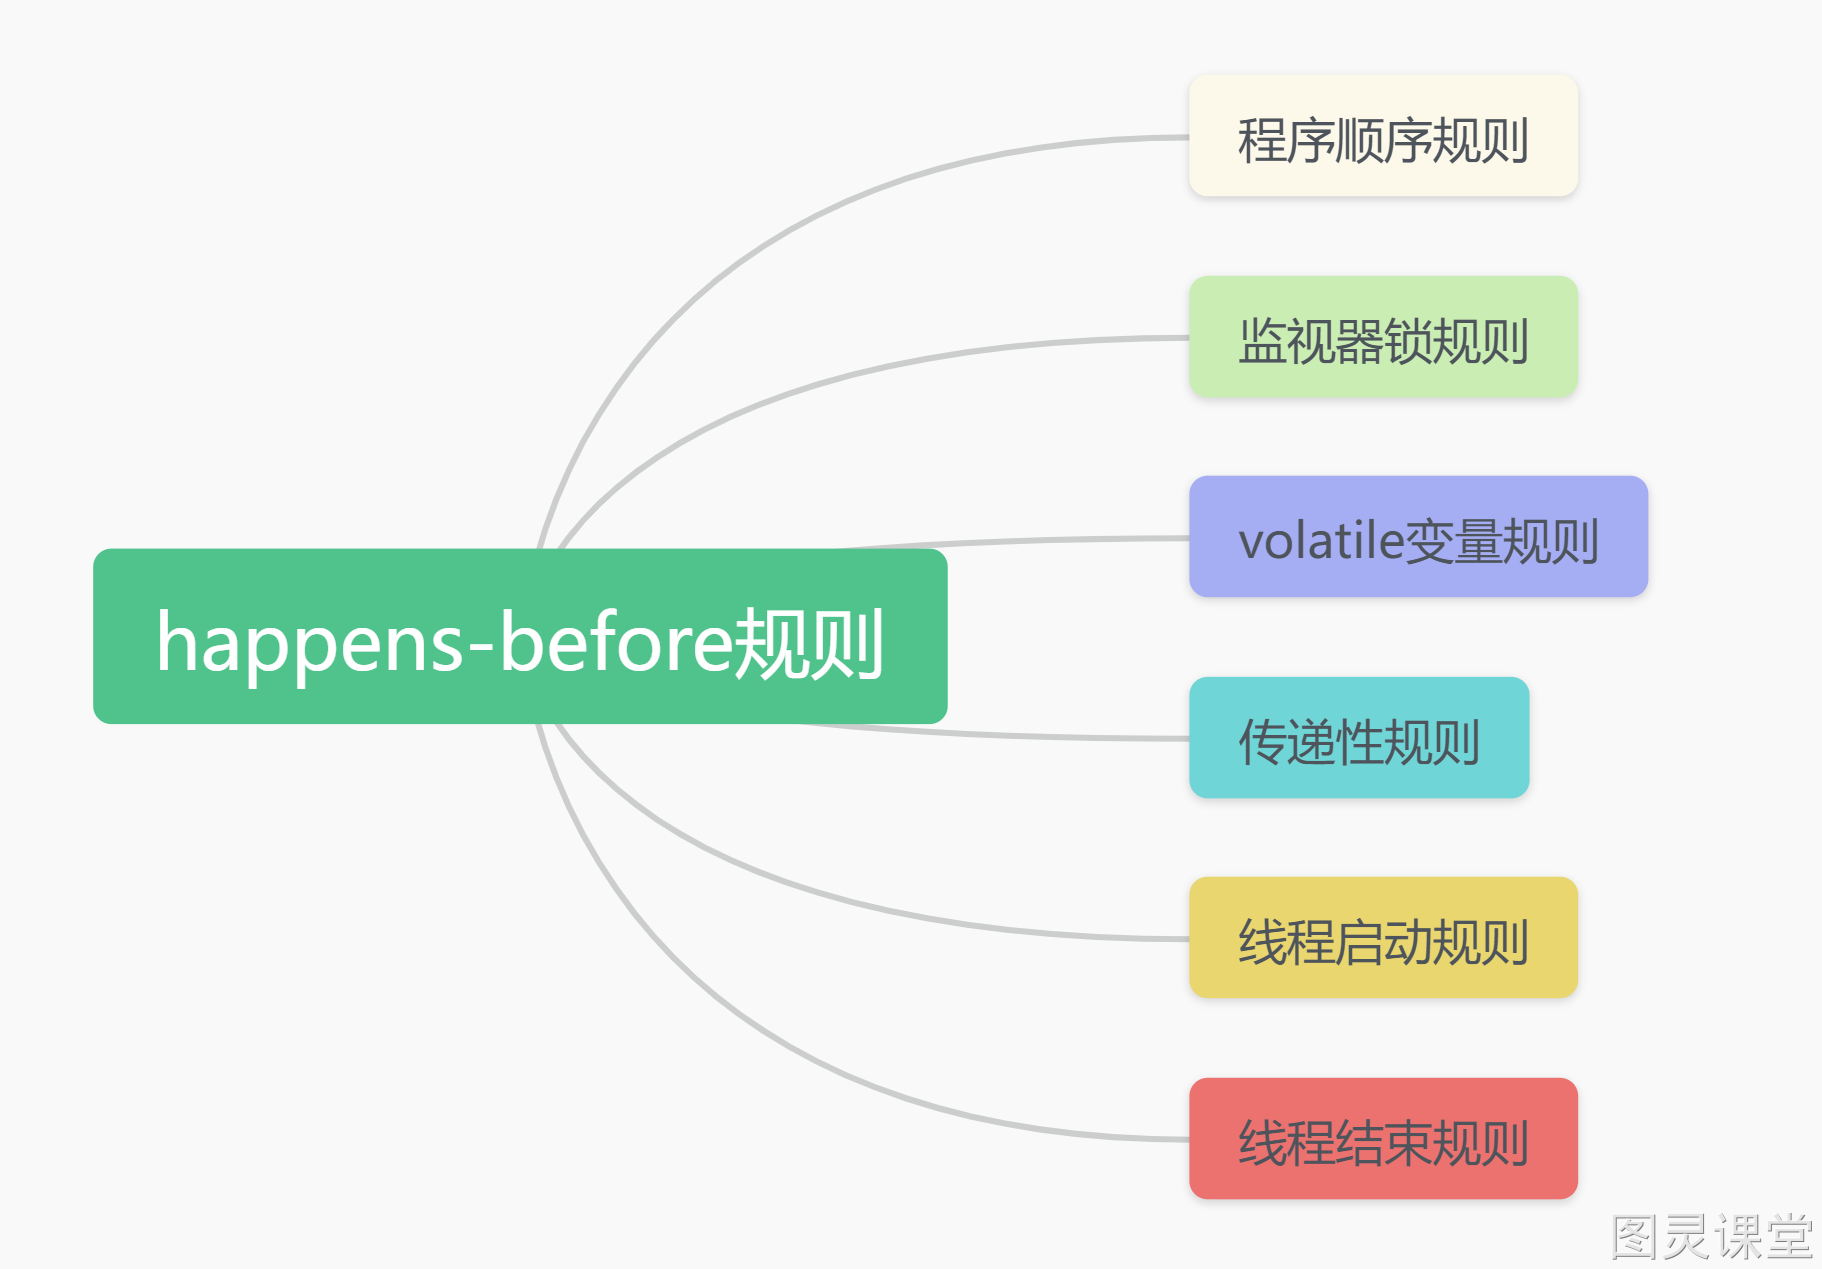 程序顺序规则
监视器锁规则
volatile变量规则
happens-before规则
传递性规则
线程启动规则
线程结束规则
图灵课堂